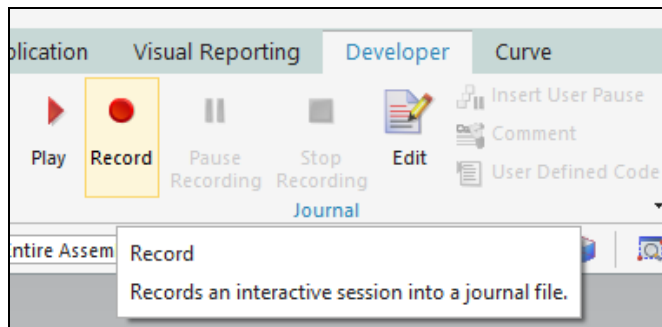 plication Visual Reporting Developer Curve
Play Record Pause Recording Stop Recording Edit
Insert User Pause
Comment
User Defined Code
Journal
ntire Assem
Record
Records an interactive session into a journal file.